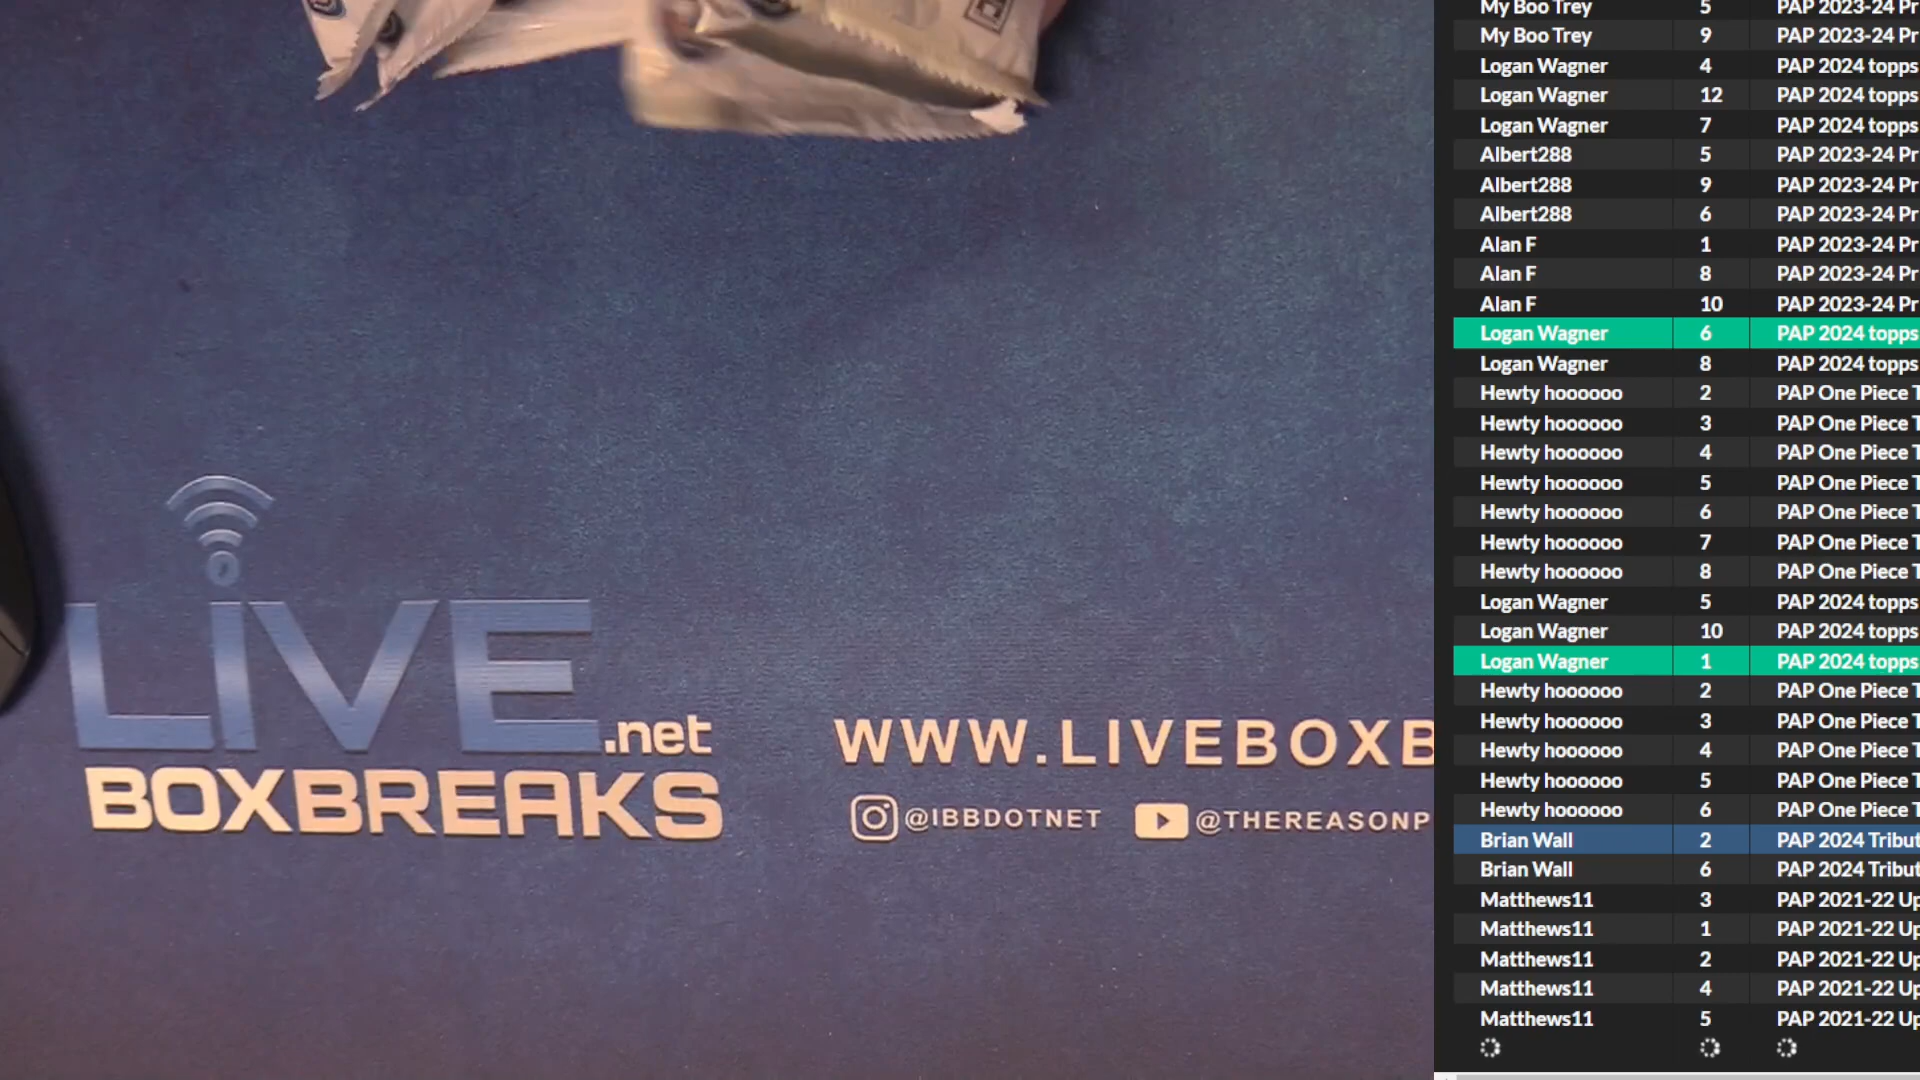 LIVE.net
BOXBREAKS
WWW.LIVEBOXB
@IBBDOTNET @THEREASONP
My Boo Trey 5 PAP 2023-24 Pr
My Boo Trey 9 PAP 2023-24 Pr
Logan Wagner 4 PAP 2024 topps
Logan Wagner 12 PAP 2024 topps
Logan Wagner 7 PAP 2024 topps
Albert288 5 PAP 2023-24 Pr
Albert288 9 PAP 2023-24 Pr
Albert288 6 PAP 2023-24 Pr
Alan F 1 PAP 2023-24 Pr
Alan F 8 PAP 2023-24 Pr
Alan F 10 PAP 2023-24 Pr
Logan Wagner 6 PAP 2024 topps
Logan Wagner 8 PAP 2024 topps
Hewty hoooooo 2 PAP One Piece T
Hewty hoooooo 3 PAP One Piece T
Hewty hoooooo 4 PAP One Piece T
Hewty hoooooo 5 PAP One Piece T
Hewty hoooooo 6 PAP One Piece T
Hewty hoooooo 7 PAP One Piece T
Hewty hoooooo 8 PAP One Piece T
Logan Wagner 5 PAP 2024 topps
Logan Wagner 10 PAP 2024 topps
Logan Wagner 1 PAP 2024 topps
Hewty hoooooo 2 PAP One Piece T
Hewty hoooooo 3 PAP One Piece T
Hewty hoooooo 4 PAP One Piece T
Hewty hoooooo 5 PAP One Piece T
Hewty hoooooo 6 PAP One Piece T
Brian Wall 2 PAP 2024 Tribut
Brian Wall 6 PAP 2024 Tribut
Matthews11 3 PAP 2021-22 Up
Matthews11 1 PAP 2021-22 Up
Matthews11 2 PAP 2021-22 Up
Matthews11 4 PAP 2021-22 Up
Matthews11 5 PAP 2021-22 Up